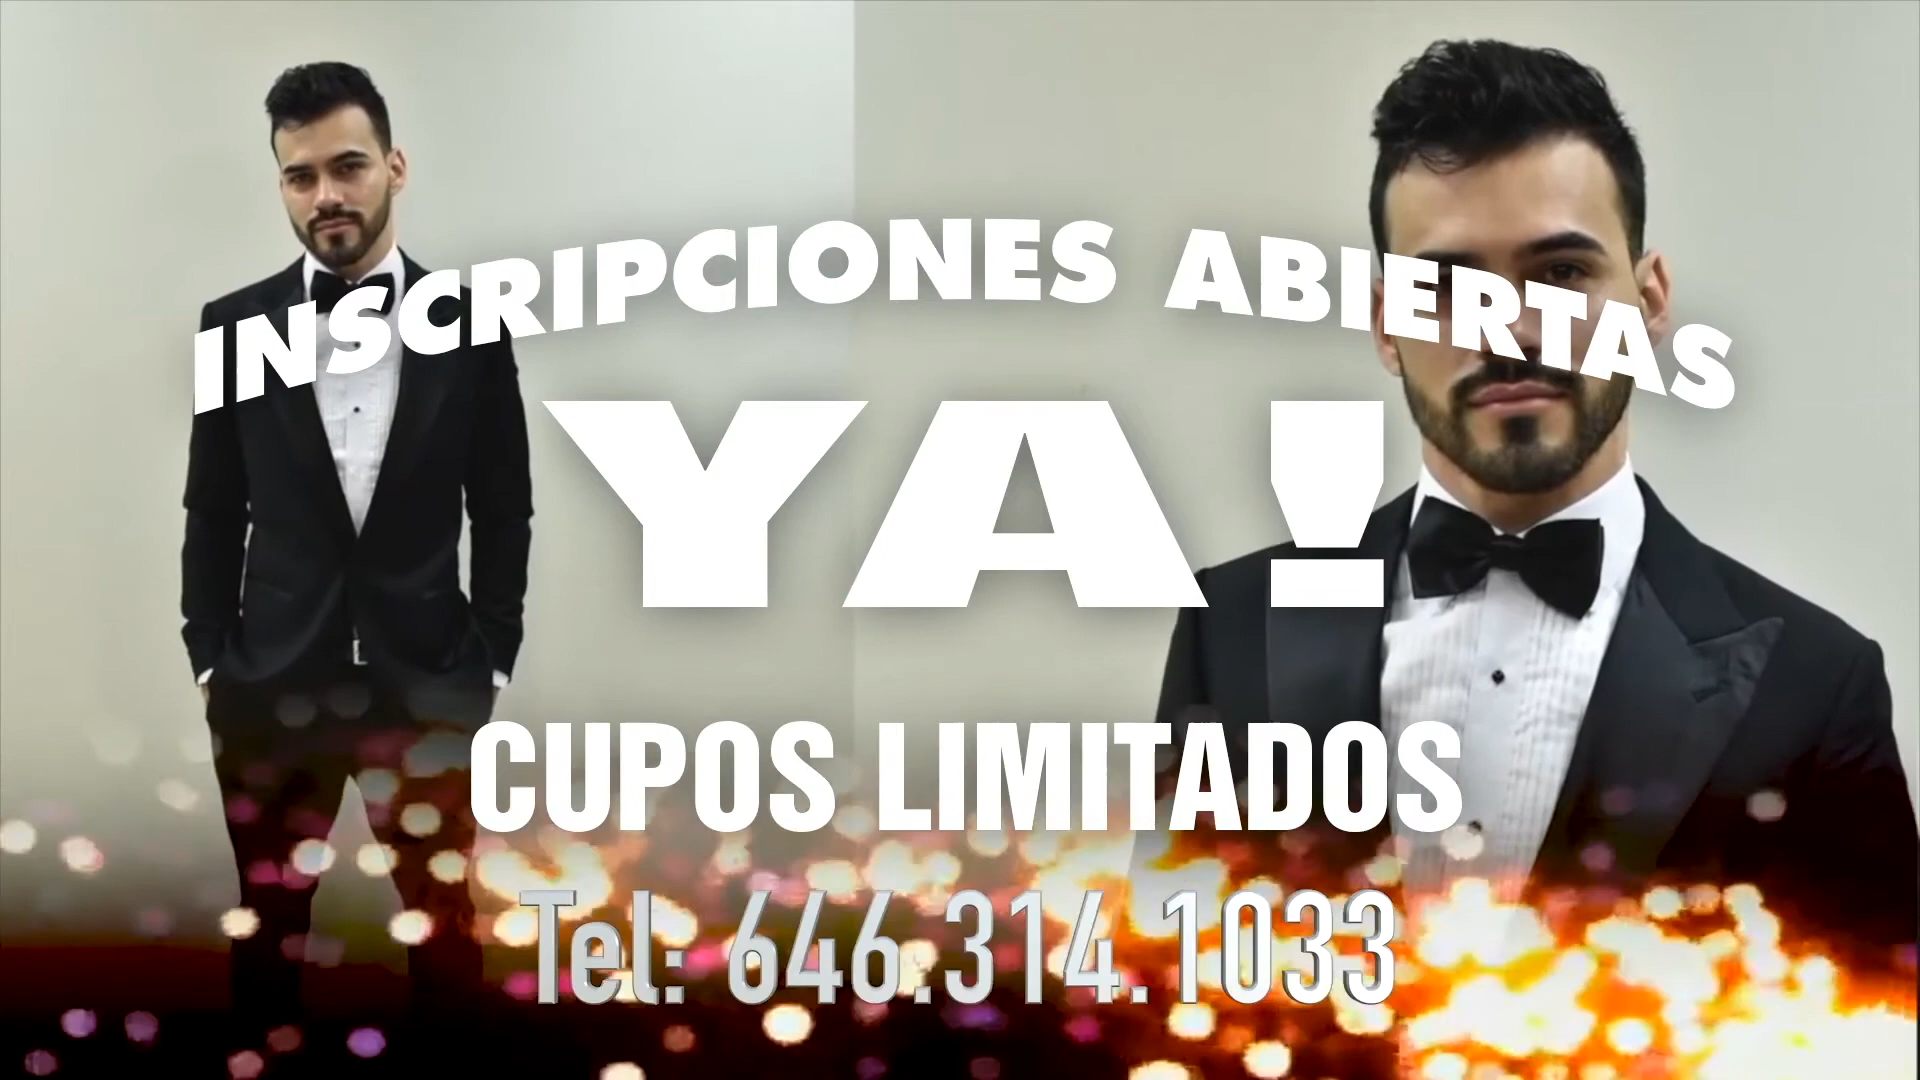 INSCRIPCIONES ABIERTAS
YA!
CUPOS LIMITADOS
Tel: 646.314.1033